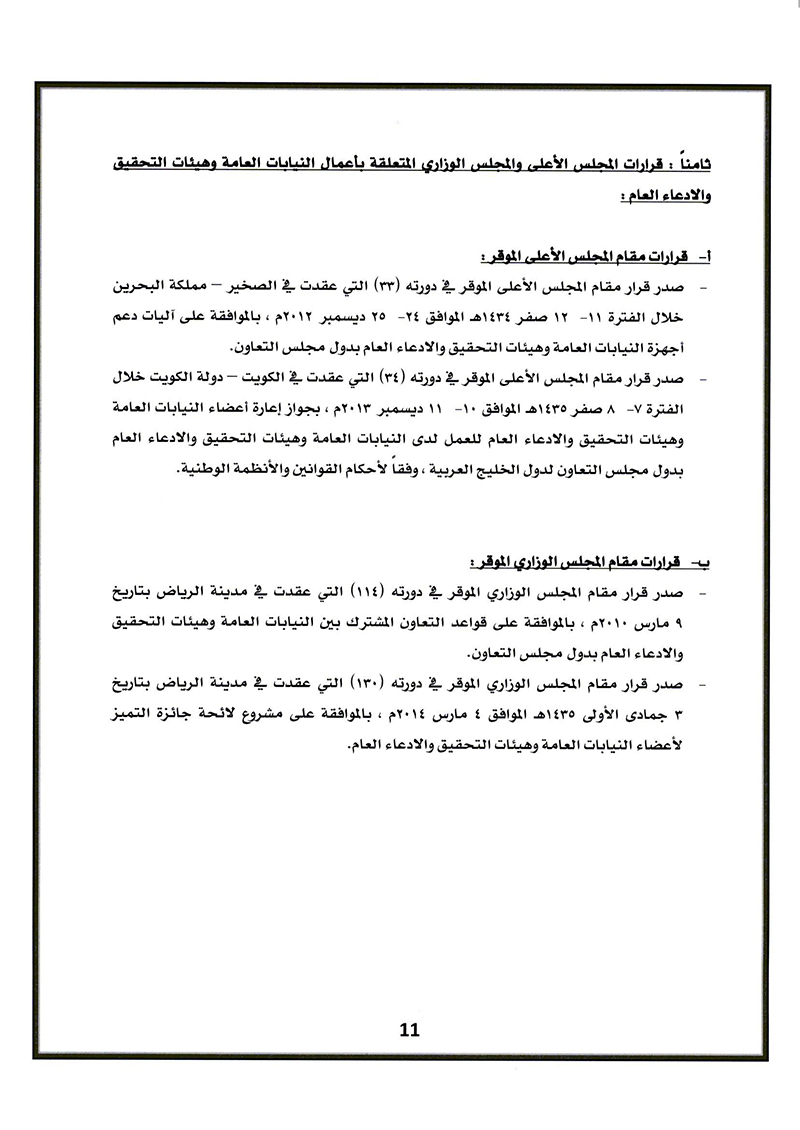 ثامناً : قرارات المجلس الأعلى والمجلس الوزاري المتعلقة بأعمال النيابات العامة وهيئات التحقيق
والادعاء العام :
أ- قرارات مقام المجلس الأعلى الموقر :
- صدر قرار مقام المجلس الأعلى الموقر في دورته (٣٣) التي عقدت في الصخير – مملكة البحرين
خلال الفترة ١١- ١٢ صفر ١٤٣٤هـ الموافق ٢٤- ٢٥ ديسمبر ٢٠١٢م ، بالموافقة على آليات دعم
أجهزة النيابات العامة وهيئات التحقيق والادعاء العام بدول مجلس التعاون.
- صدر قرار مقام المجلس الأعلى الموقر في دورته (٣٤) التي عقدت في الكويت – دولة الكويت خلال
الفترة ٧- ٨ صفر ١٤٣٥هـ الموافق ١٠- ١١ ديسمبر ٢٠١٣م ، بجواز إعارة أعضاء النيابات العامة
وهيئات التحقيق والادعاء العام للعمل لدى النيابات العامة وهيئات التحقيق والادعاء العام
بدول مجلس التعاون لدول الخليج العربية ، وفقاً لأحكام القوانين والأنظمة الوطنية.
ب- قرارات مقام المجلس الوزاري الموقر :
- صدر قرار مقام المجلس الوزاري الموقر في دورته (١١٤) التي عقدت في مدينة الرياض بتاريخ
٩ مارس ٢٠١٠م ، بالموافقة على قواعد التعاون المشترك بين النيابات العامة وهيئات التحقيق
والادعاء العام بدول مجلس التعاون.
- صدر قرار مقام المجلس الوزاري الموقر في دورته (١٣٠) التي عقدت في مدينة الرياض بتاريخ
٣ جمادى الأولى ١٤٣٥هـ الموافق ٤ مارس ٢٠١٤م ، بالموافقة على مشروع لائحة جائزة التميز
لأعضاء النيابات العامة وهيئات التحقيق والادعاء العام.
11